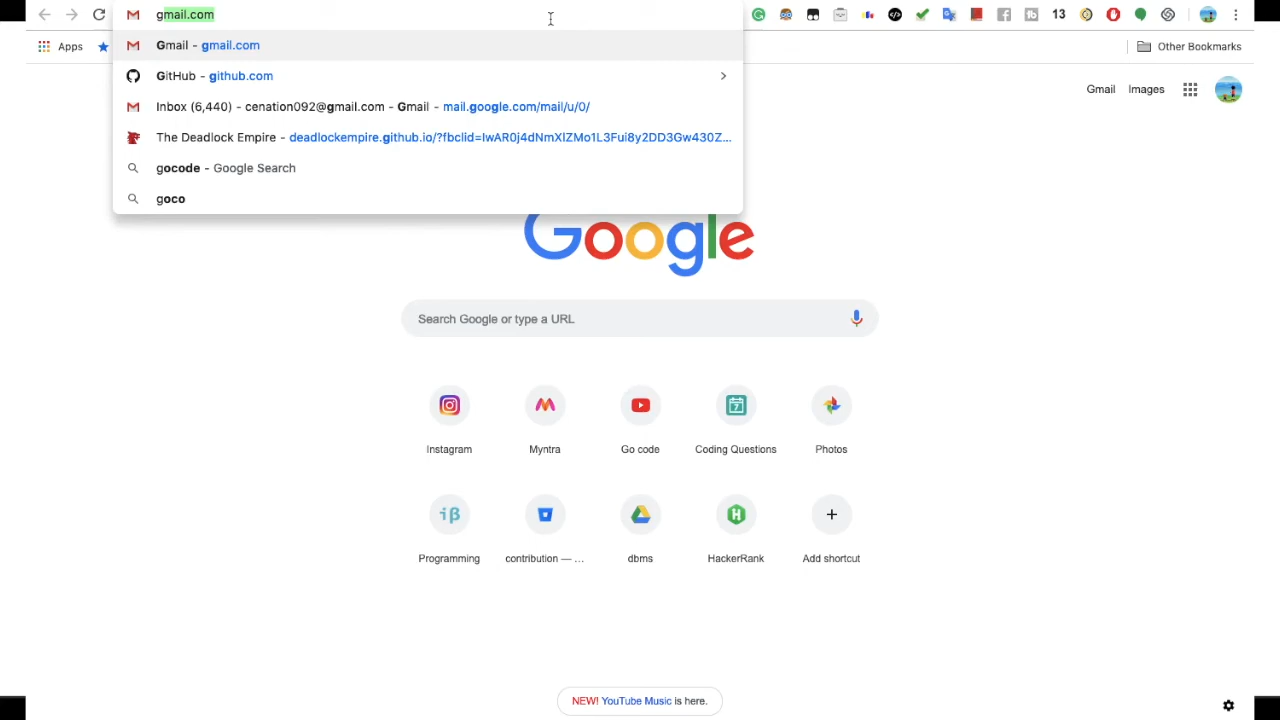 gmail.com
Gmail - gmail.com
GitHub - github.com
Inbox (6,440) - cenation092@gmail.com - Gmail - mail.google.com/mail/u/0/
The Deadlock Empire - deadlockempire.github.io/?fbclid=IwAR0j4dNmXIZMo1L3Fui8y2DD3Gw430Z...
gocode - Google Search
goco
13
Apps
Other Bookmarks
Gmail Images
Google
Search Google or type a URL
Instagram Myntra Go code Coding Questions Photos
Programming contribution — ... dbms HackerRank Add shortcut
NEW! YouTube Music is here.